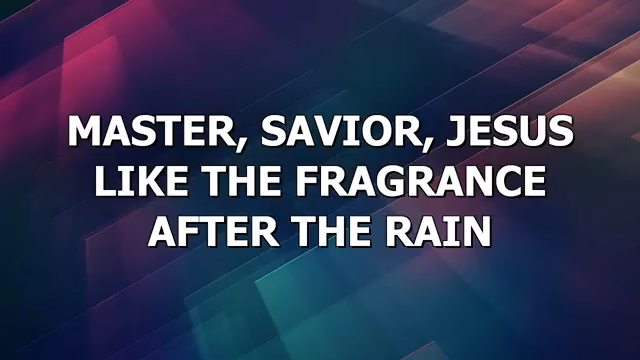 MASTER, SAVIOR, JESUS
LIKE THE FRAGRANCE
AFTER THE RAIN